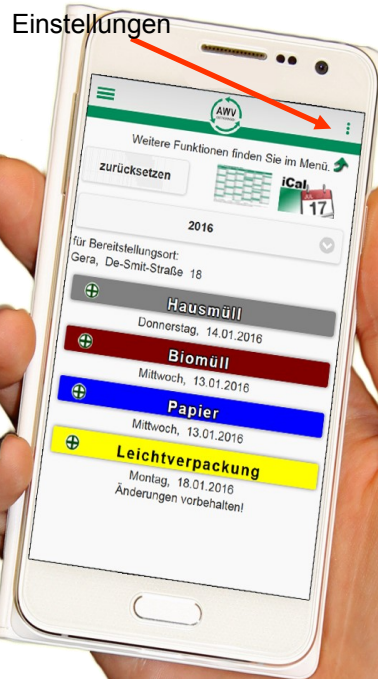 Einstellungen
AWV
Weitere Funktionen finden Sie im Menü.
zurücksetzen
iCal
JUL
17
2016
für Bereitstellungsort:
Gera, De-Smit-Straße 18
Hausmüll
Donnerstag, 14.01.2016
Biomüll
Mittwoch, 13.01.2016
Papier
Mittwoch, 13.01.2016
Leichtverpackung
Montag, 18.01.2016
Änderungen vorbehalten!